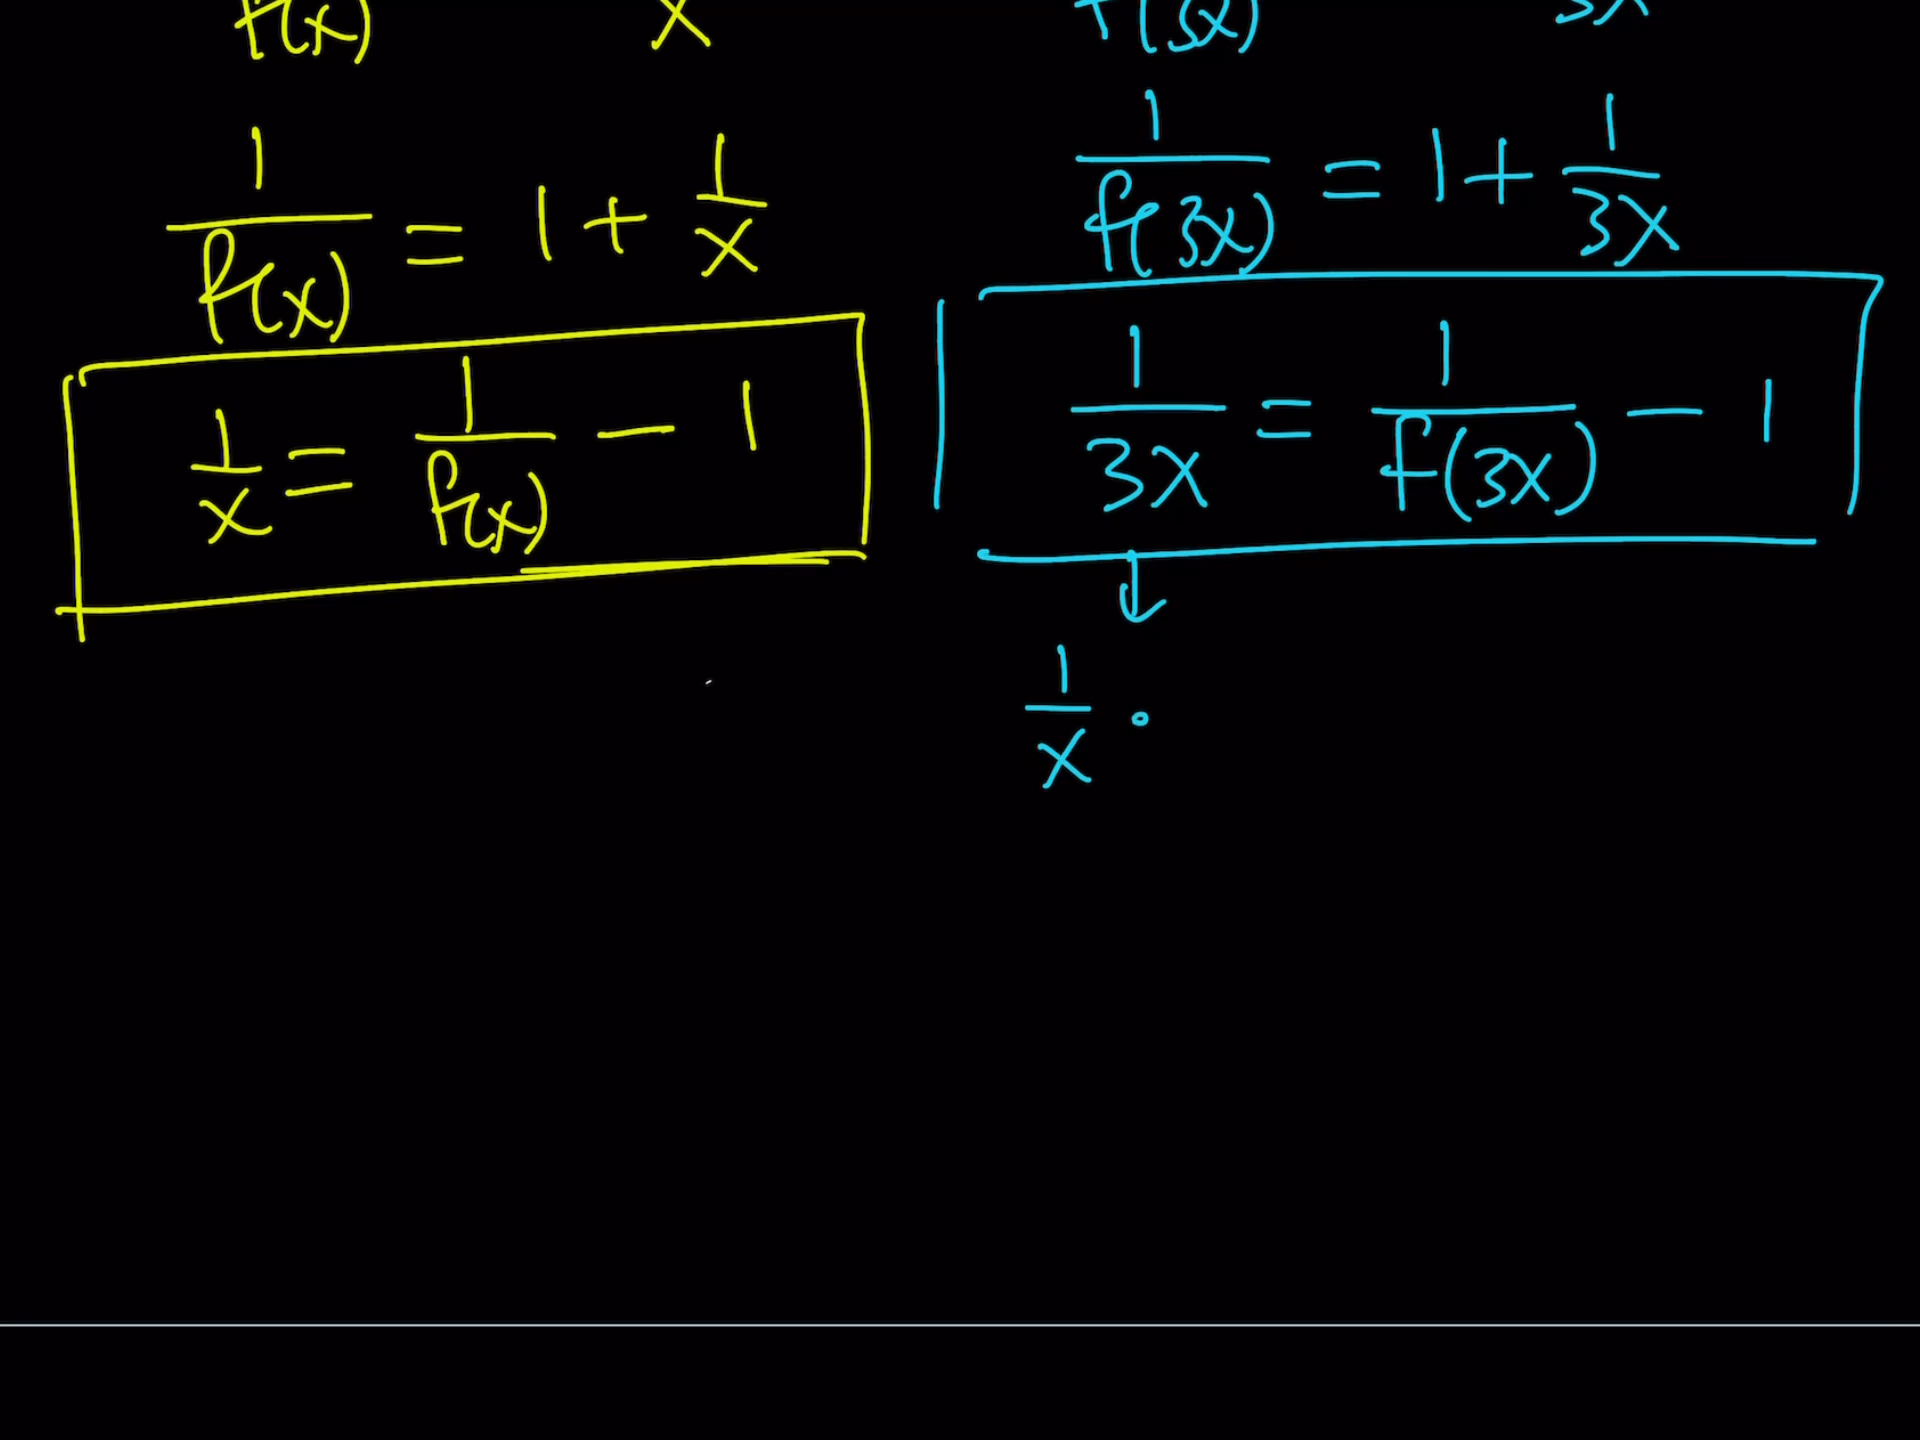 f(x) x
1/f(x) = 1 + 1/x
1/x = 1/f(x) - 1
f(3x) 3x
1/f(3x) = 1 + 1/3x
1/3x = 1/f(3x) - 1
1/x ·